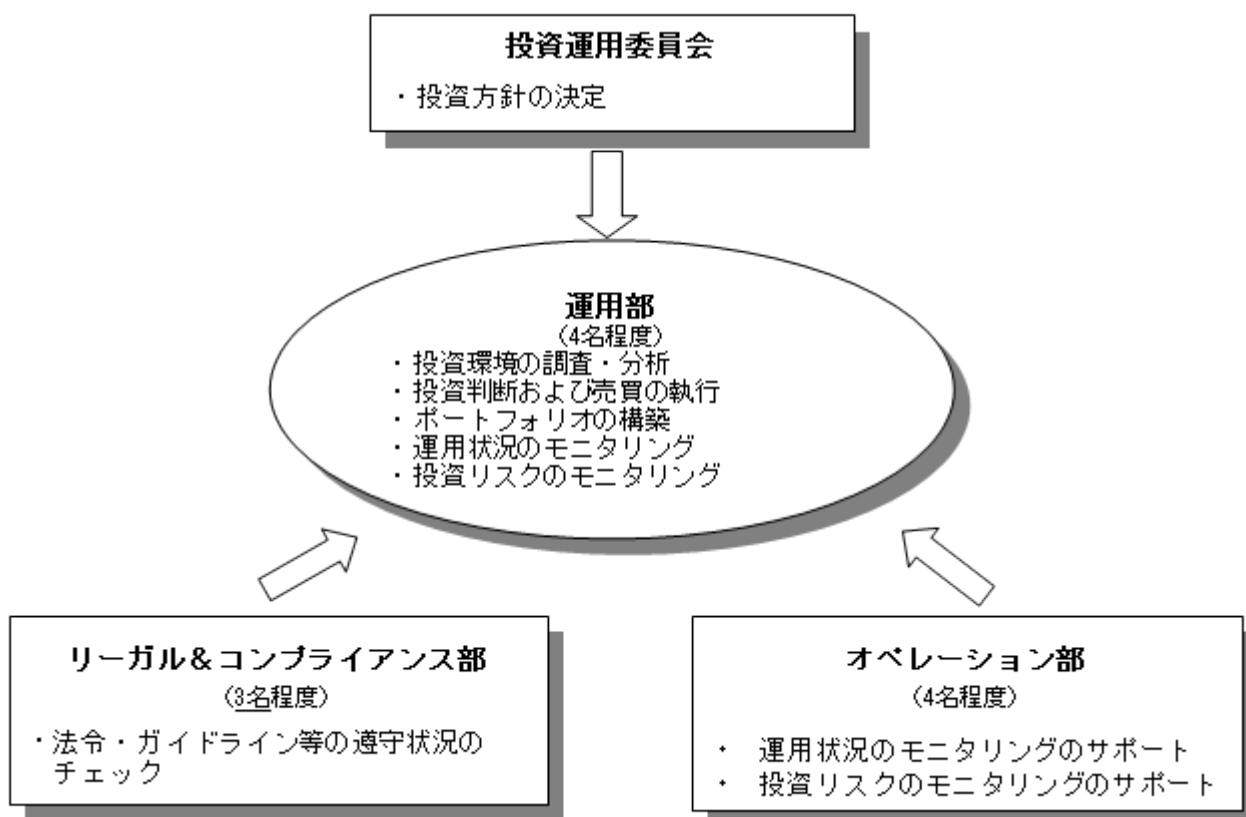 投資運用委員会
・投資方針の決定
運用部
(4名程度)
・投資環境の調査・分析
・投資判断および売買の執行
・ポートフォリオの構築
・運用状況のモニタリング
・投資リスクのモニタリング
リーガル＆コンプライアンス部
(3名程度)
・法令・ガイドライン等の遵守状況の
チェック
オペレーション部
(4名程度)
・ 運用状況のモニタリングのサポート
・ 投資リスクのモニタリングのサポート